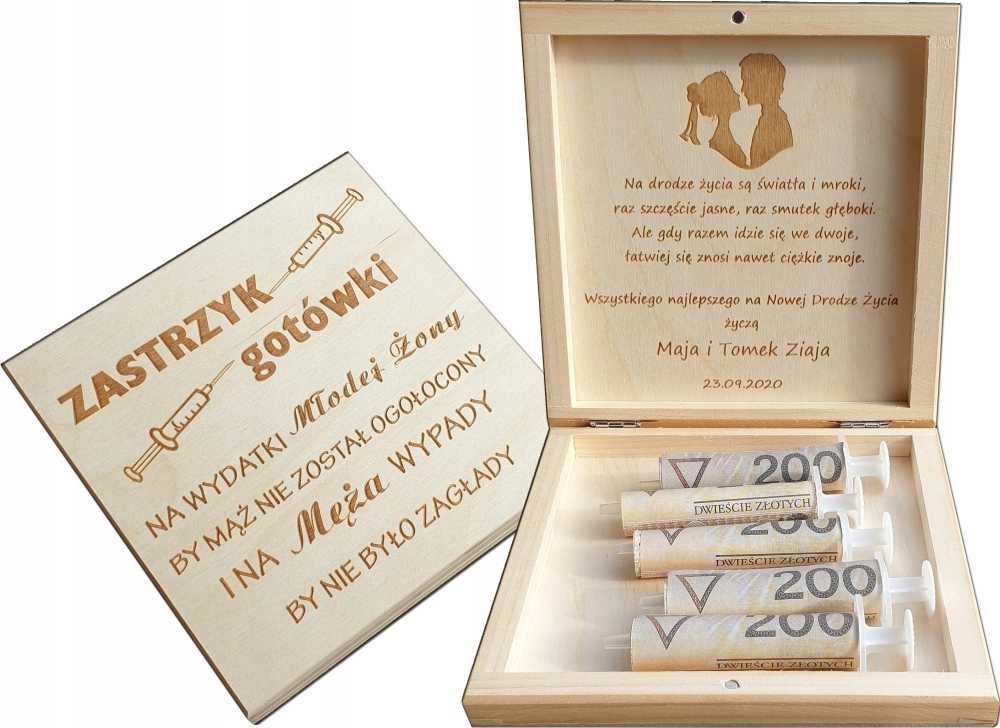 ZASTRZYK
gotówki
NA WYDATKI Młodej Żony
BY MĄŻ NIE ZOSTAŁ OGOŁOCONY
I NA Męża WYPADY
BY NIE BYŁO ZAGŁADY
Na drodze życia są światła i mroki,
raz szczęście jasne, raz smutek głęboki.
Ale gdy razem idzie się we dwoje,
łatwiej się znosi nawet ciężkie znoje.
Wszystkiego najlepszego na Nowej Drodze Życia
życzą
Maja i Tomek Ziaja
23.09.2020
200
DWIEŚCIE ZŁOTYCH
200
DWIEŚCIE ZŁOTYCH
200
200
DWIEŚCIE ZŁOTYCH